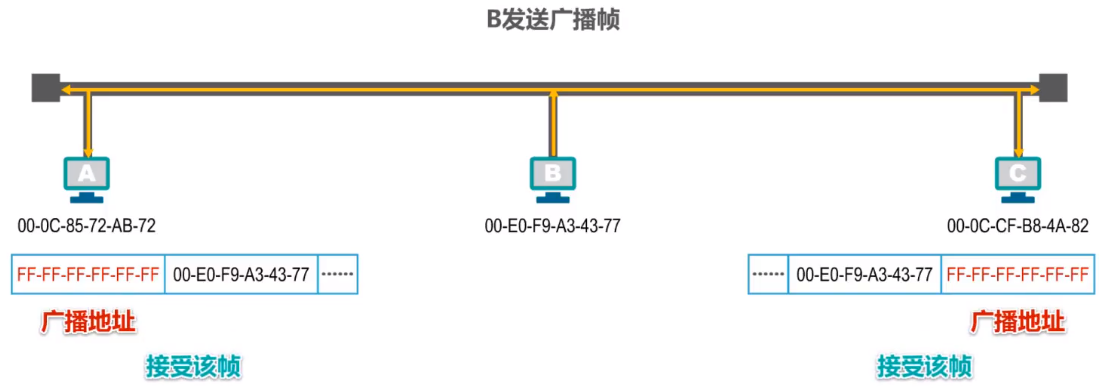 B发送广播帧
A
B
C
00-0C-85-72-AB-72
00-E0-F9-A3-43-77
00-0C-CF-B8-4A-82
FF-FF-FF-FF-FF-FF 00-E0-F9-A3-43-77 ······
······ 00-E0-F9-A3-43-77 FF-FF-FF-FF-FF-FF
广播地址
广播地址
接受该帧
接受该帧